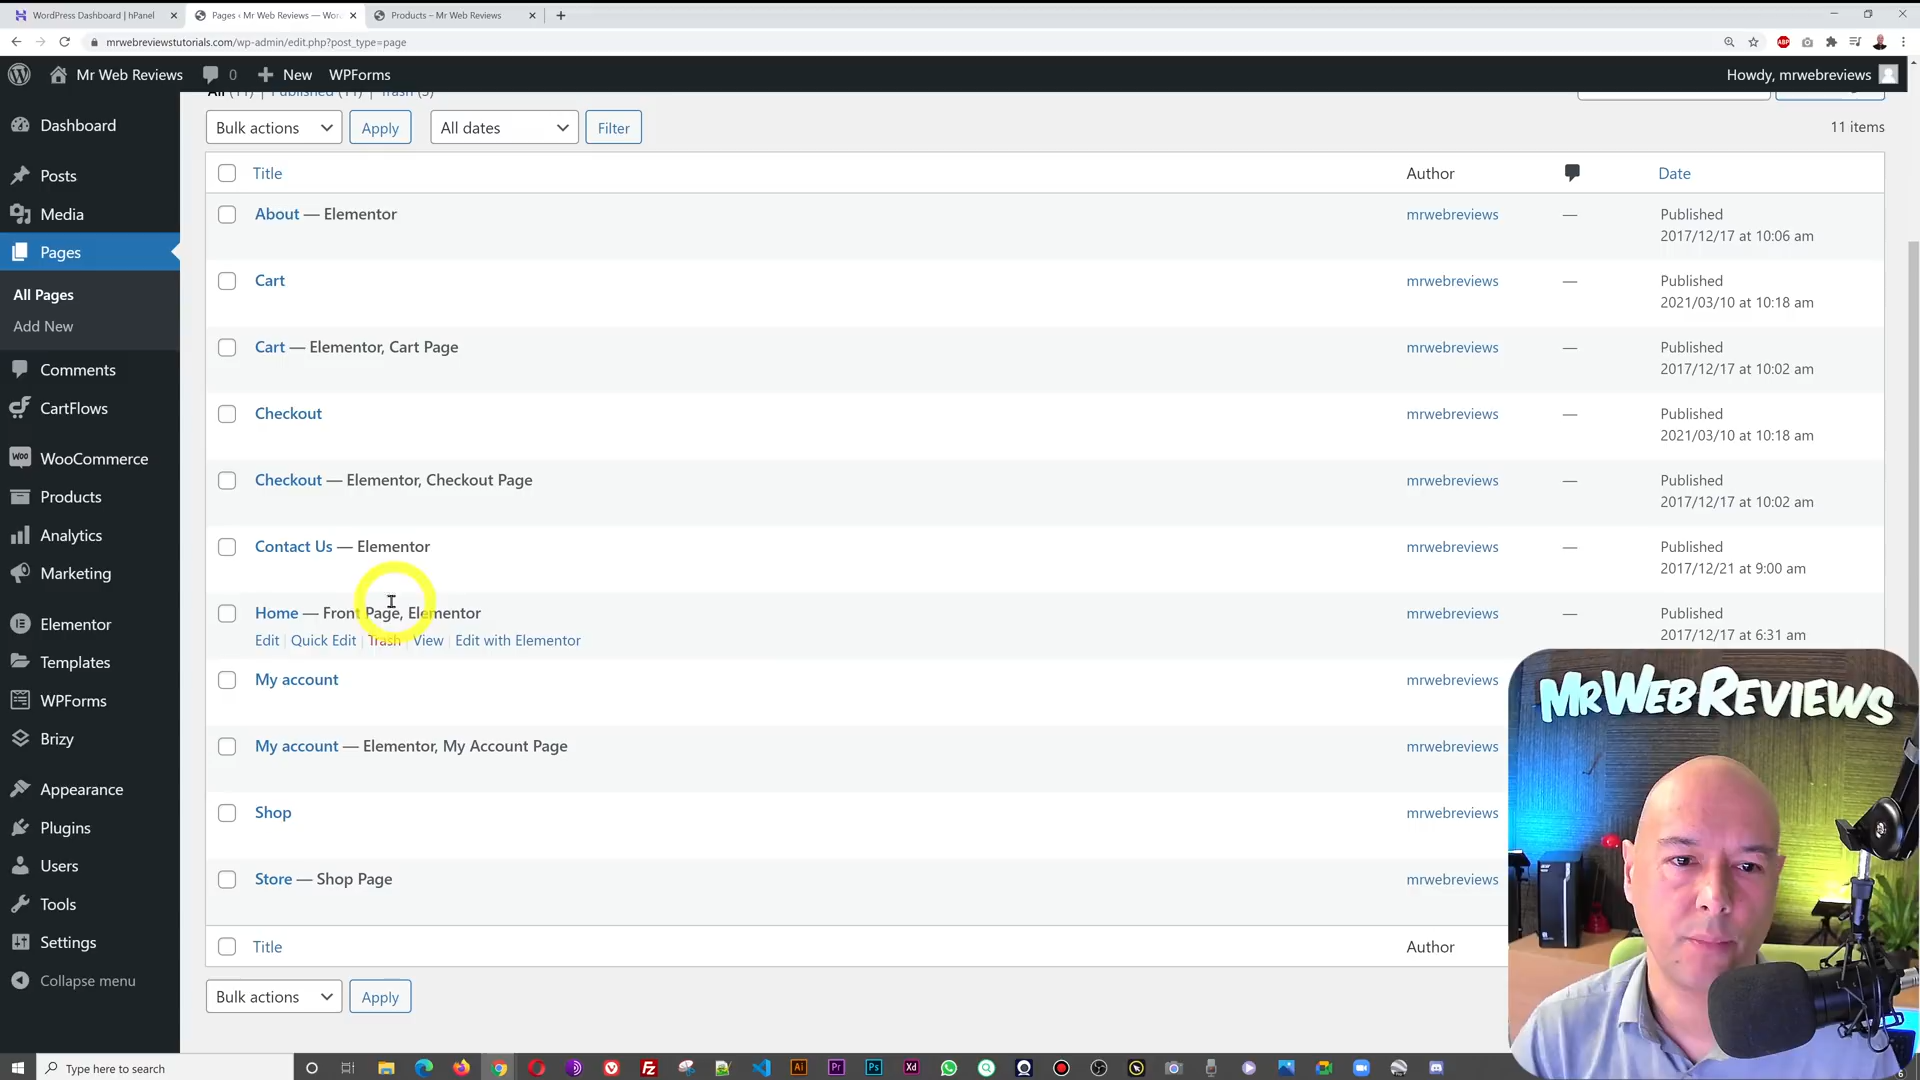 WordPress Dashboard | hPanel
Pages ‹ Mr Web Reviews — Wor
Products – Mr Web Reviews
mrwebreviewstutorials.com/wp-admin/edit.php?post_type=page
Mr Web Reviews
0
New
WPForms
Howdy, mrwebreviews
All (11) | Published (11) | Trash (3)
Bulk actions
Apply
All dates
Filter
11 items
Dashboard
Posts
Media
Pages
All Pages
Add New
Comments
CartFlows
WooCommerce
Products
Analytics
Marketing
Elementor
Templates
WPForms
Brizy
Appearance
Plugins
Users
Tools
Settings
Collapse menu
Title
Author
Date
About — Elementor
mrwebreviews
—
Published
2017/12/17 at 10:06 am
Cart
mrwebreviews
—
Published
2021/03/10 at 10:18 am
Cart — Elementor, Cart Page
mrwebreviews
—
Published
2017/12/17 at 10:02 am
Checkout
mrwebreviews
—
Published
2021/03/10 at 10:18 am
Checkout — Elementor, Checkout Page
mrwebreviews
—
Published
2017/12/17 at 10:02 am
Contact Us — Elementor
mrwebreviews
—
Published
2017/12/21 at 9:00 am
Home — Front Page, Elementor
mrwebreviews
—
Published
2017/12/17 at 6:31 am
Edit | Quick Edit | Trash | View | Edit with Elementor
My account
mrwebreviews
My account — Elementor, My Account Page
mrwebreviews
Shop
mrwebreviews
Store — Shop Page
mrwebreviews
Title
Author
Bulk actions
Apply
MrWebReviews
Type here to search